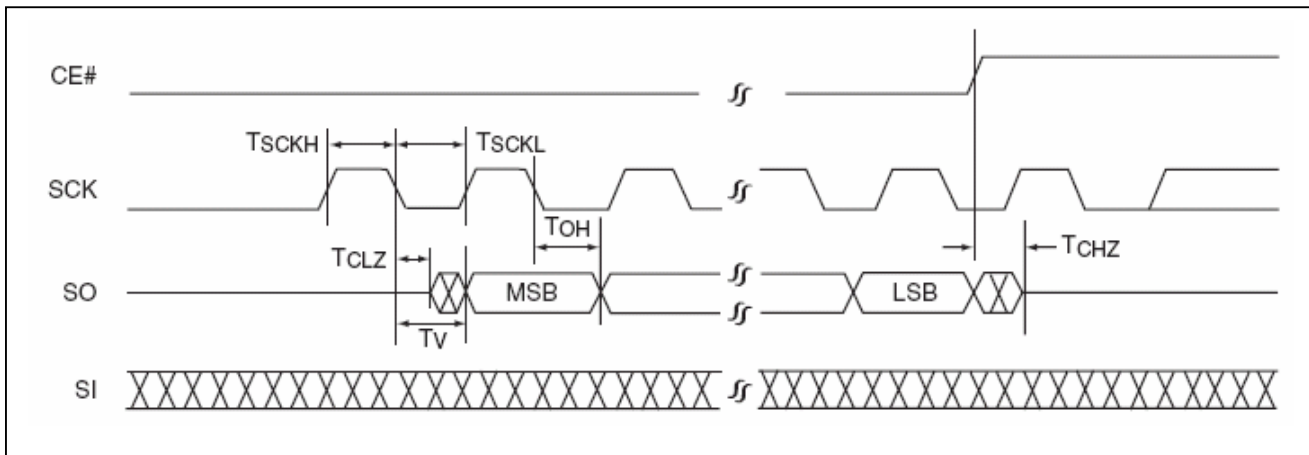 CE#
TSCKH
TSCKL
SCK
TOH
TCLZ
TCHZ
SO
MSB
LSB
TV
SI